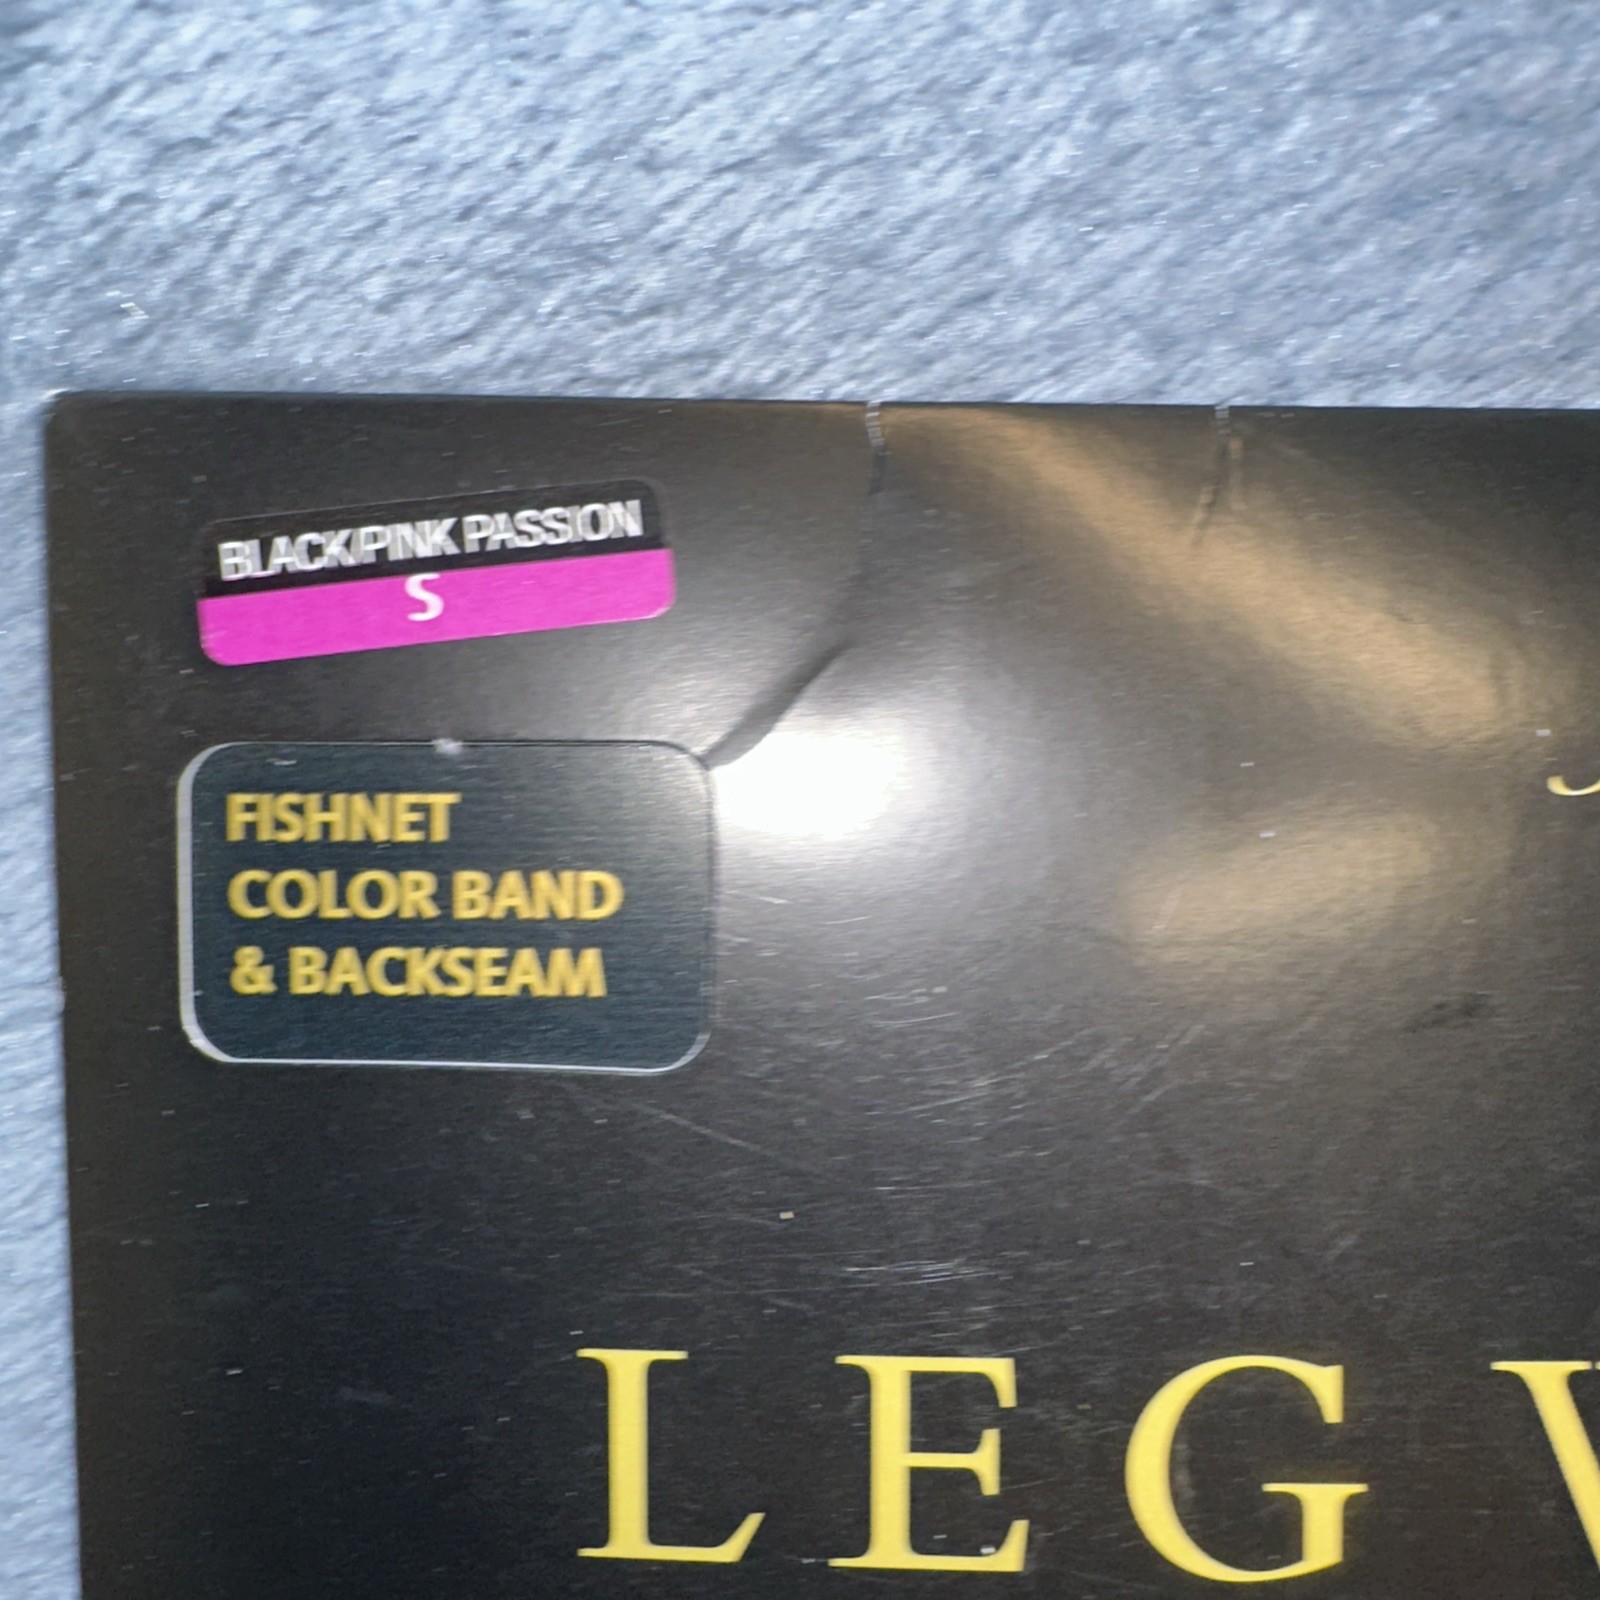 BLACK/PINK PASSION
S
FISHNET
COLOR BAND
& BACKSEAM
LEG